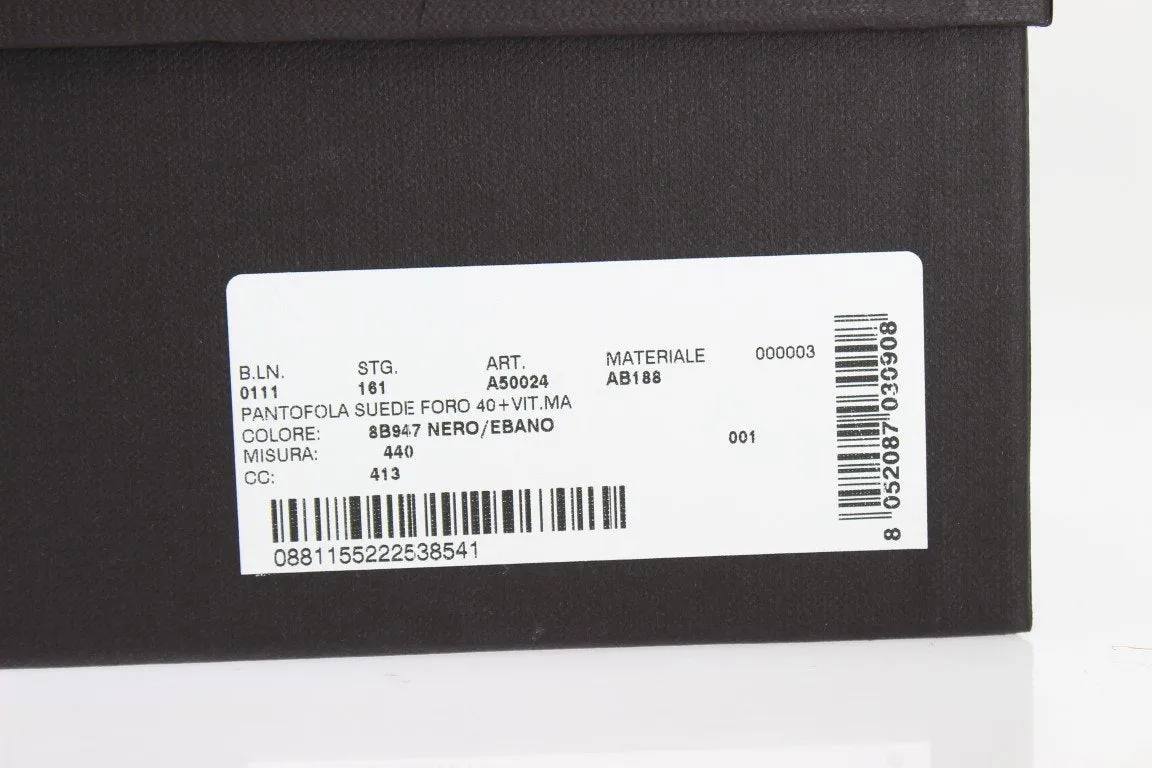 B.LN. STG. ART. MATERIALE 000003
0111 161 A50024 AB188
PANTOFOLA SUEDE FORO 40+VIT.MA
COLORE: 8B947 NERO/EBANO
MISURA: 440 001
CC: 413
0881155222538541
8 052087 030908